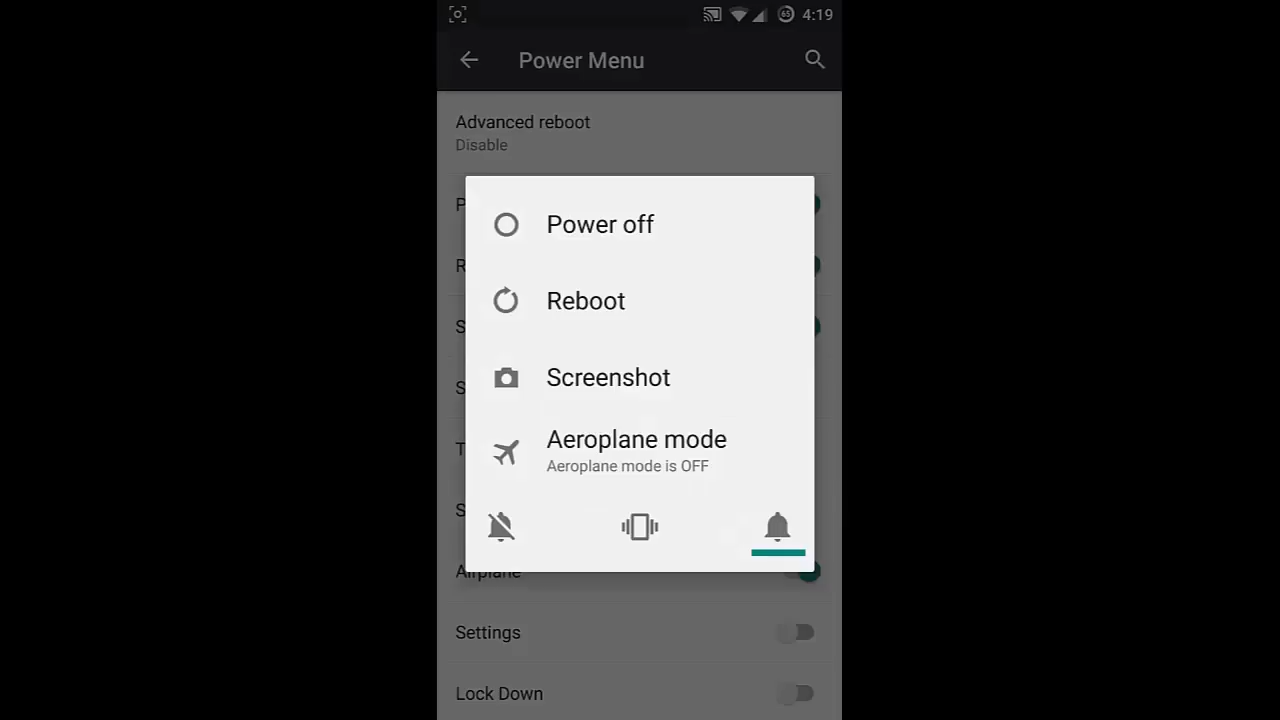 65 4:19
Power Menu
Advanced reboot
Disable
P
Power off
R
Reboot
S
Screenshot
S
T
Aeroplane mode
Aeroplane mode is OFF
S
Airplane
Settings
Lock Down